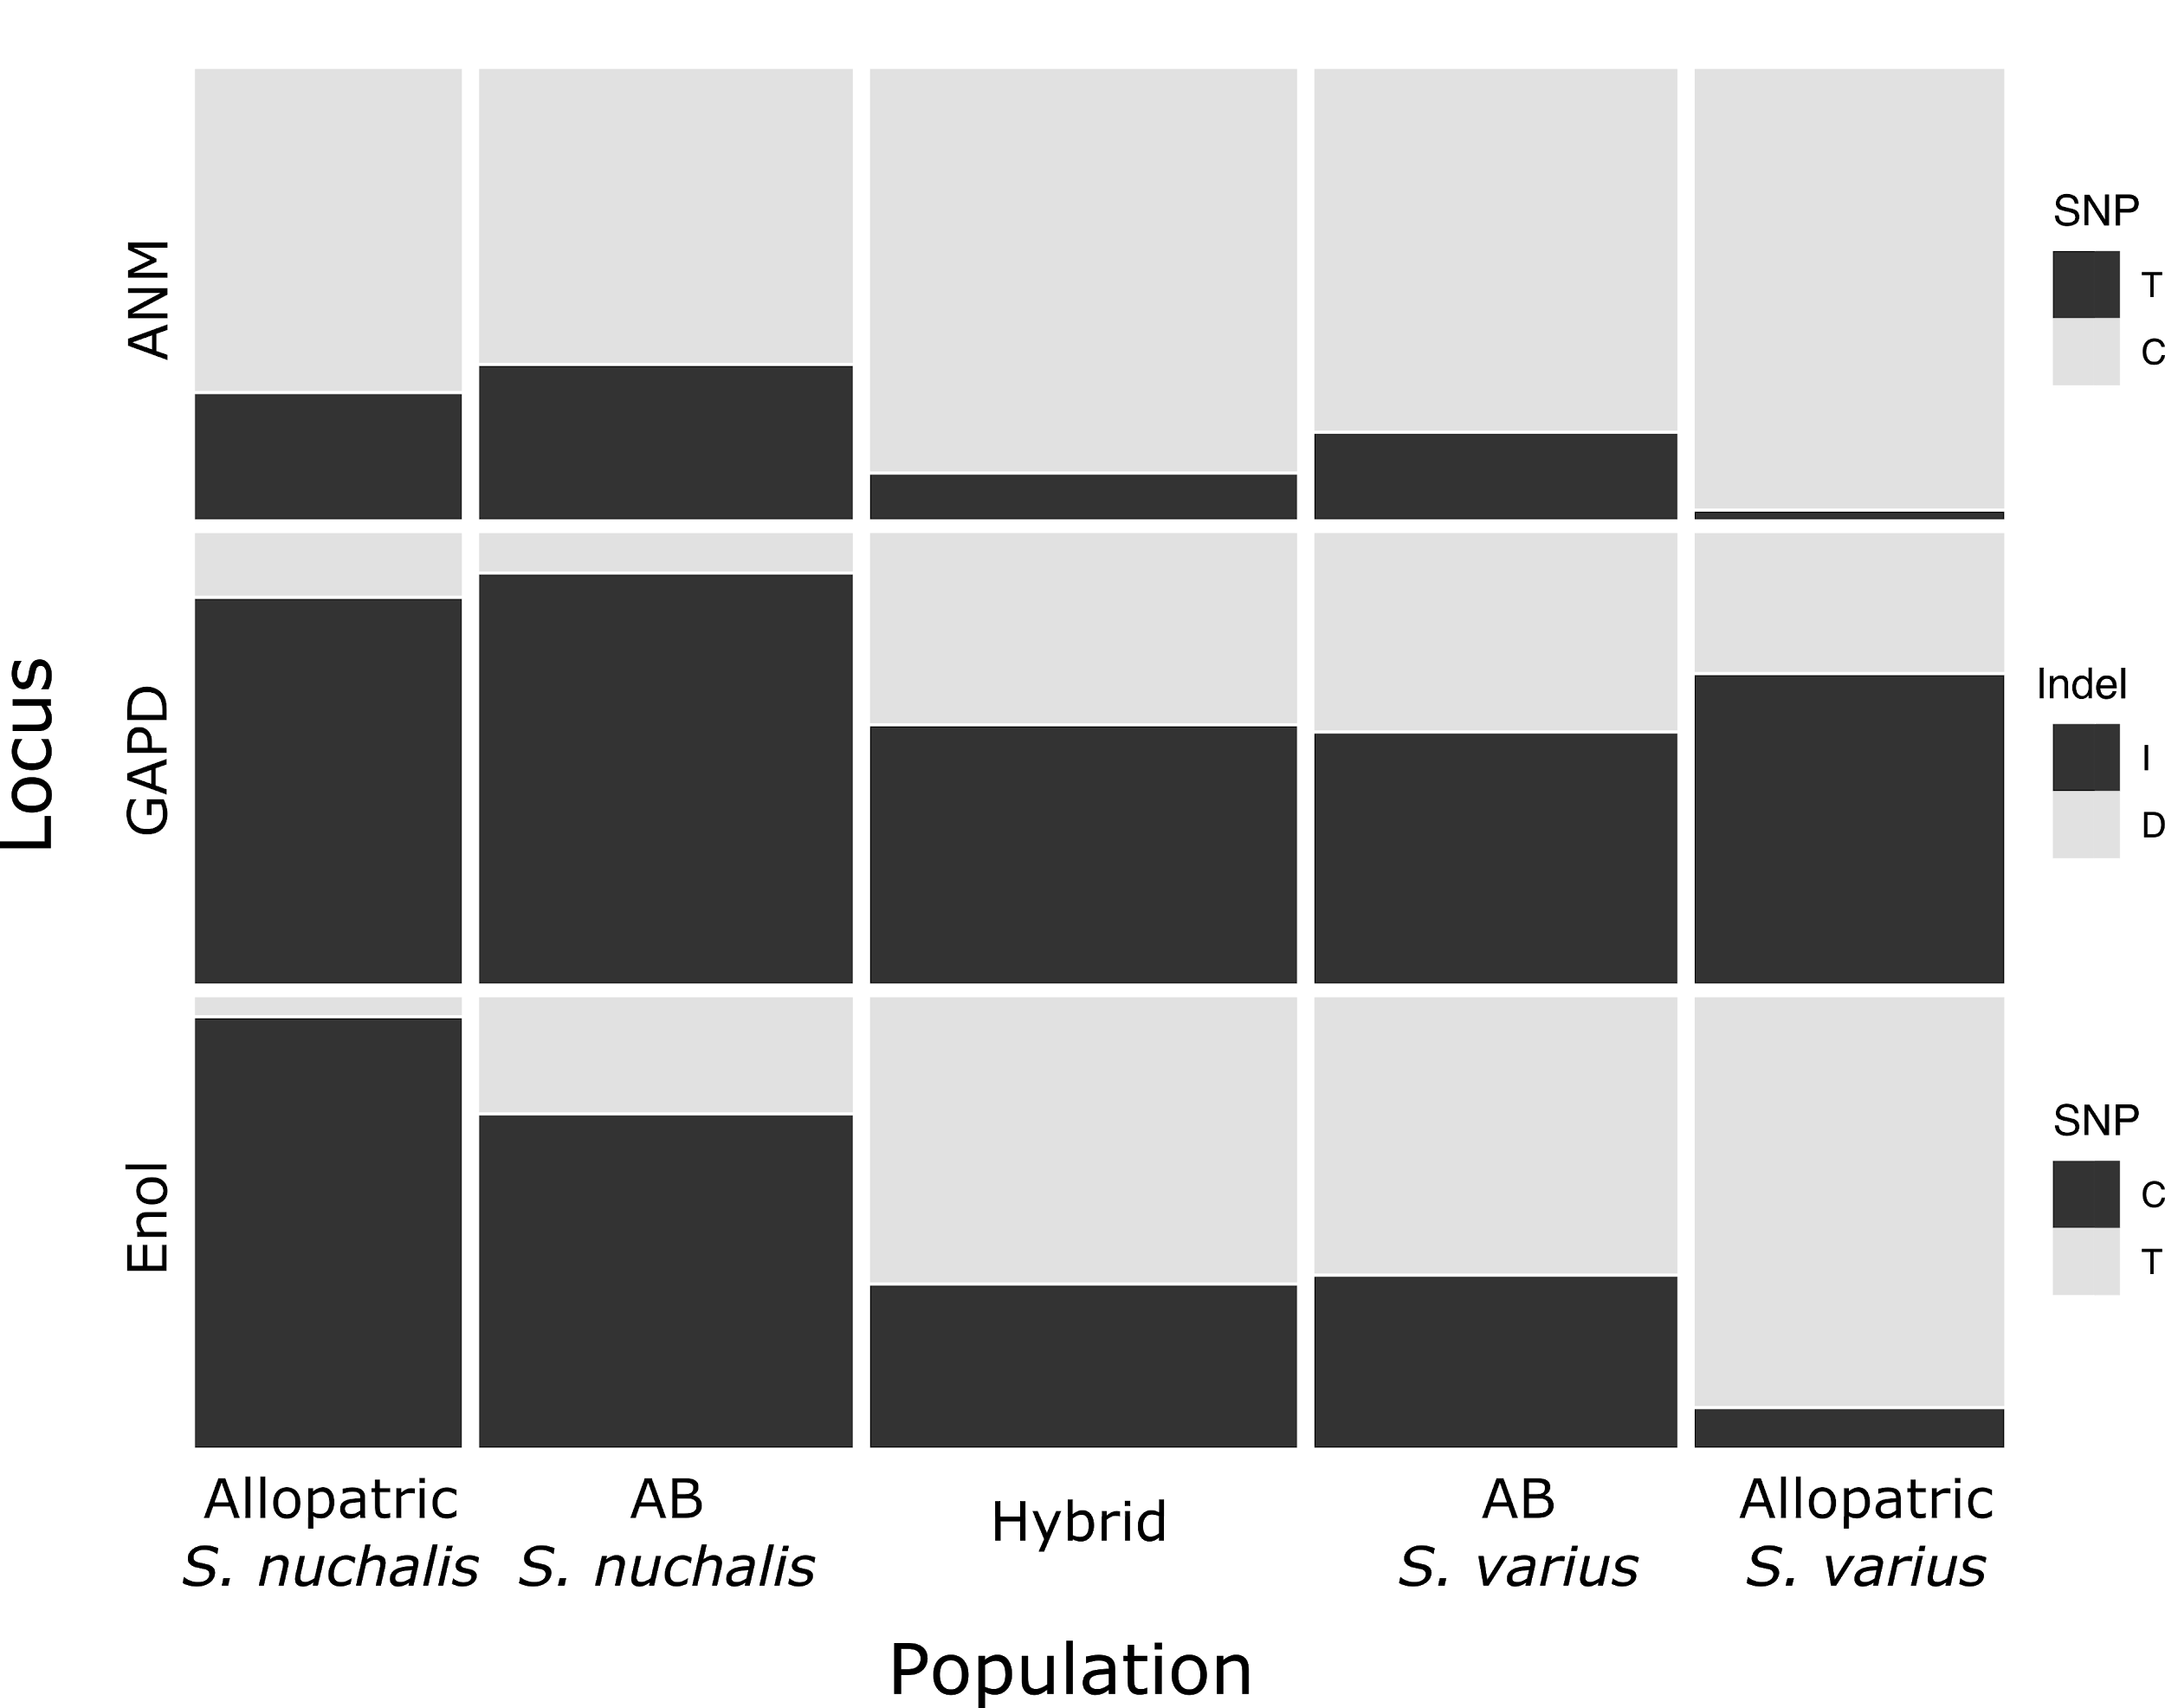 Locus
ANM
GAPD
Enol
SNP
T
C
Indel
I
D
SNP
C
T
Allopatric
S. nuchalis
AB
S. nuchalis
Hybrid
AB
S. varius
Allopatric
S. varius
Population